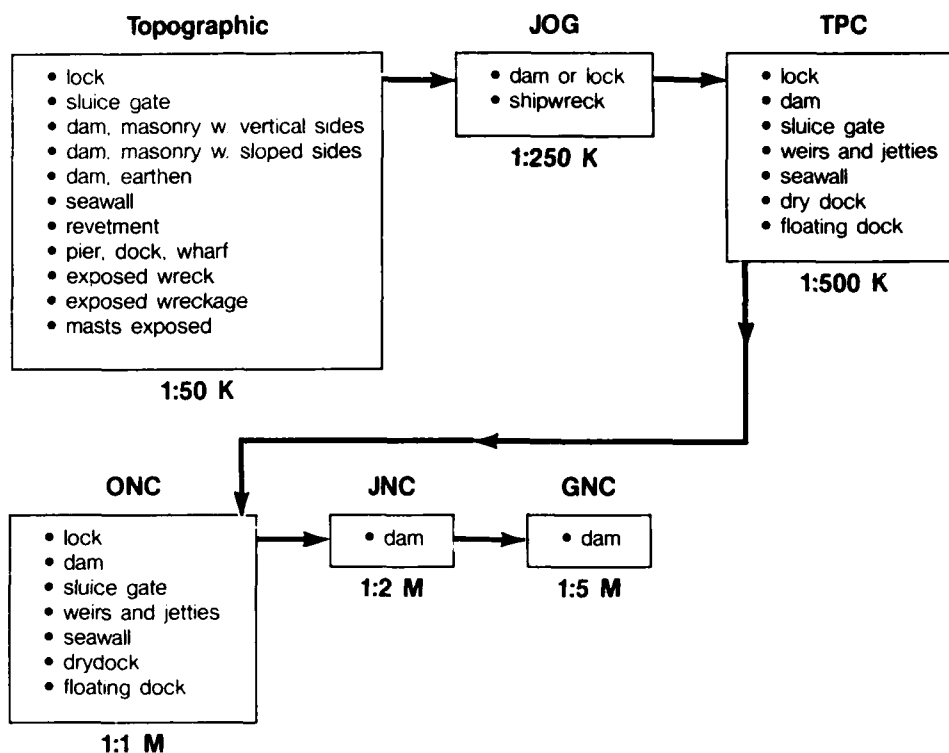 Topographic
• lock
• sluice gate
• dam, masonry w. vertical sides
• dam, masonry w. sloped sides
• dam, earthen
• seawall
• revetment
• pier, dock, wharf
• exposed wreck
• exposed wreckage
• masts exposed
1:50 K
JOG
• dam or lock
• shipwreck
1:250 K
TPC
• lock
• dam
• sluice gate
• weirs and jetties
• seawall
• dry dock
• floating dock
1:500 K
ONC
• lock
• dam
• sluice gate
• weirs and jetties
• seawall
• drydock
• floating dock
1:1 M
JNC
• dam
1:2 M
GNC
• dam
1:5 M